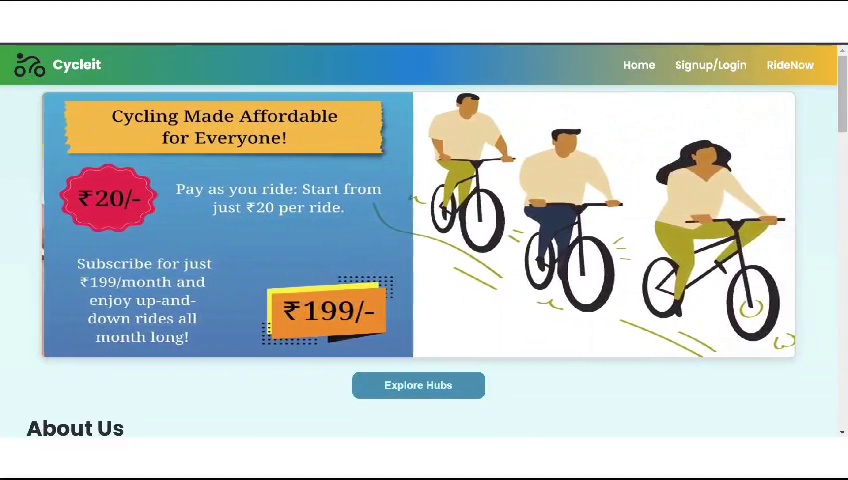 Cycleit
Home Signup/Login RideNow
Cycling Made Affordable
for Everyone!
₹20/-
Pay as you ride: Start from
just ₹20 per ride.
Subscribe for just
₹199/month and
enjoy up-and-
down rides all
month long!
₹199/-
Explore Hubs
About Us